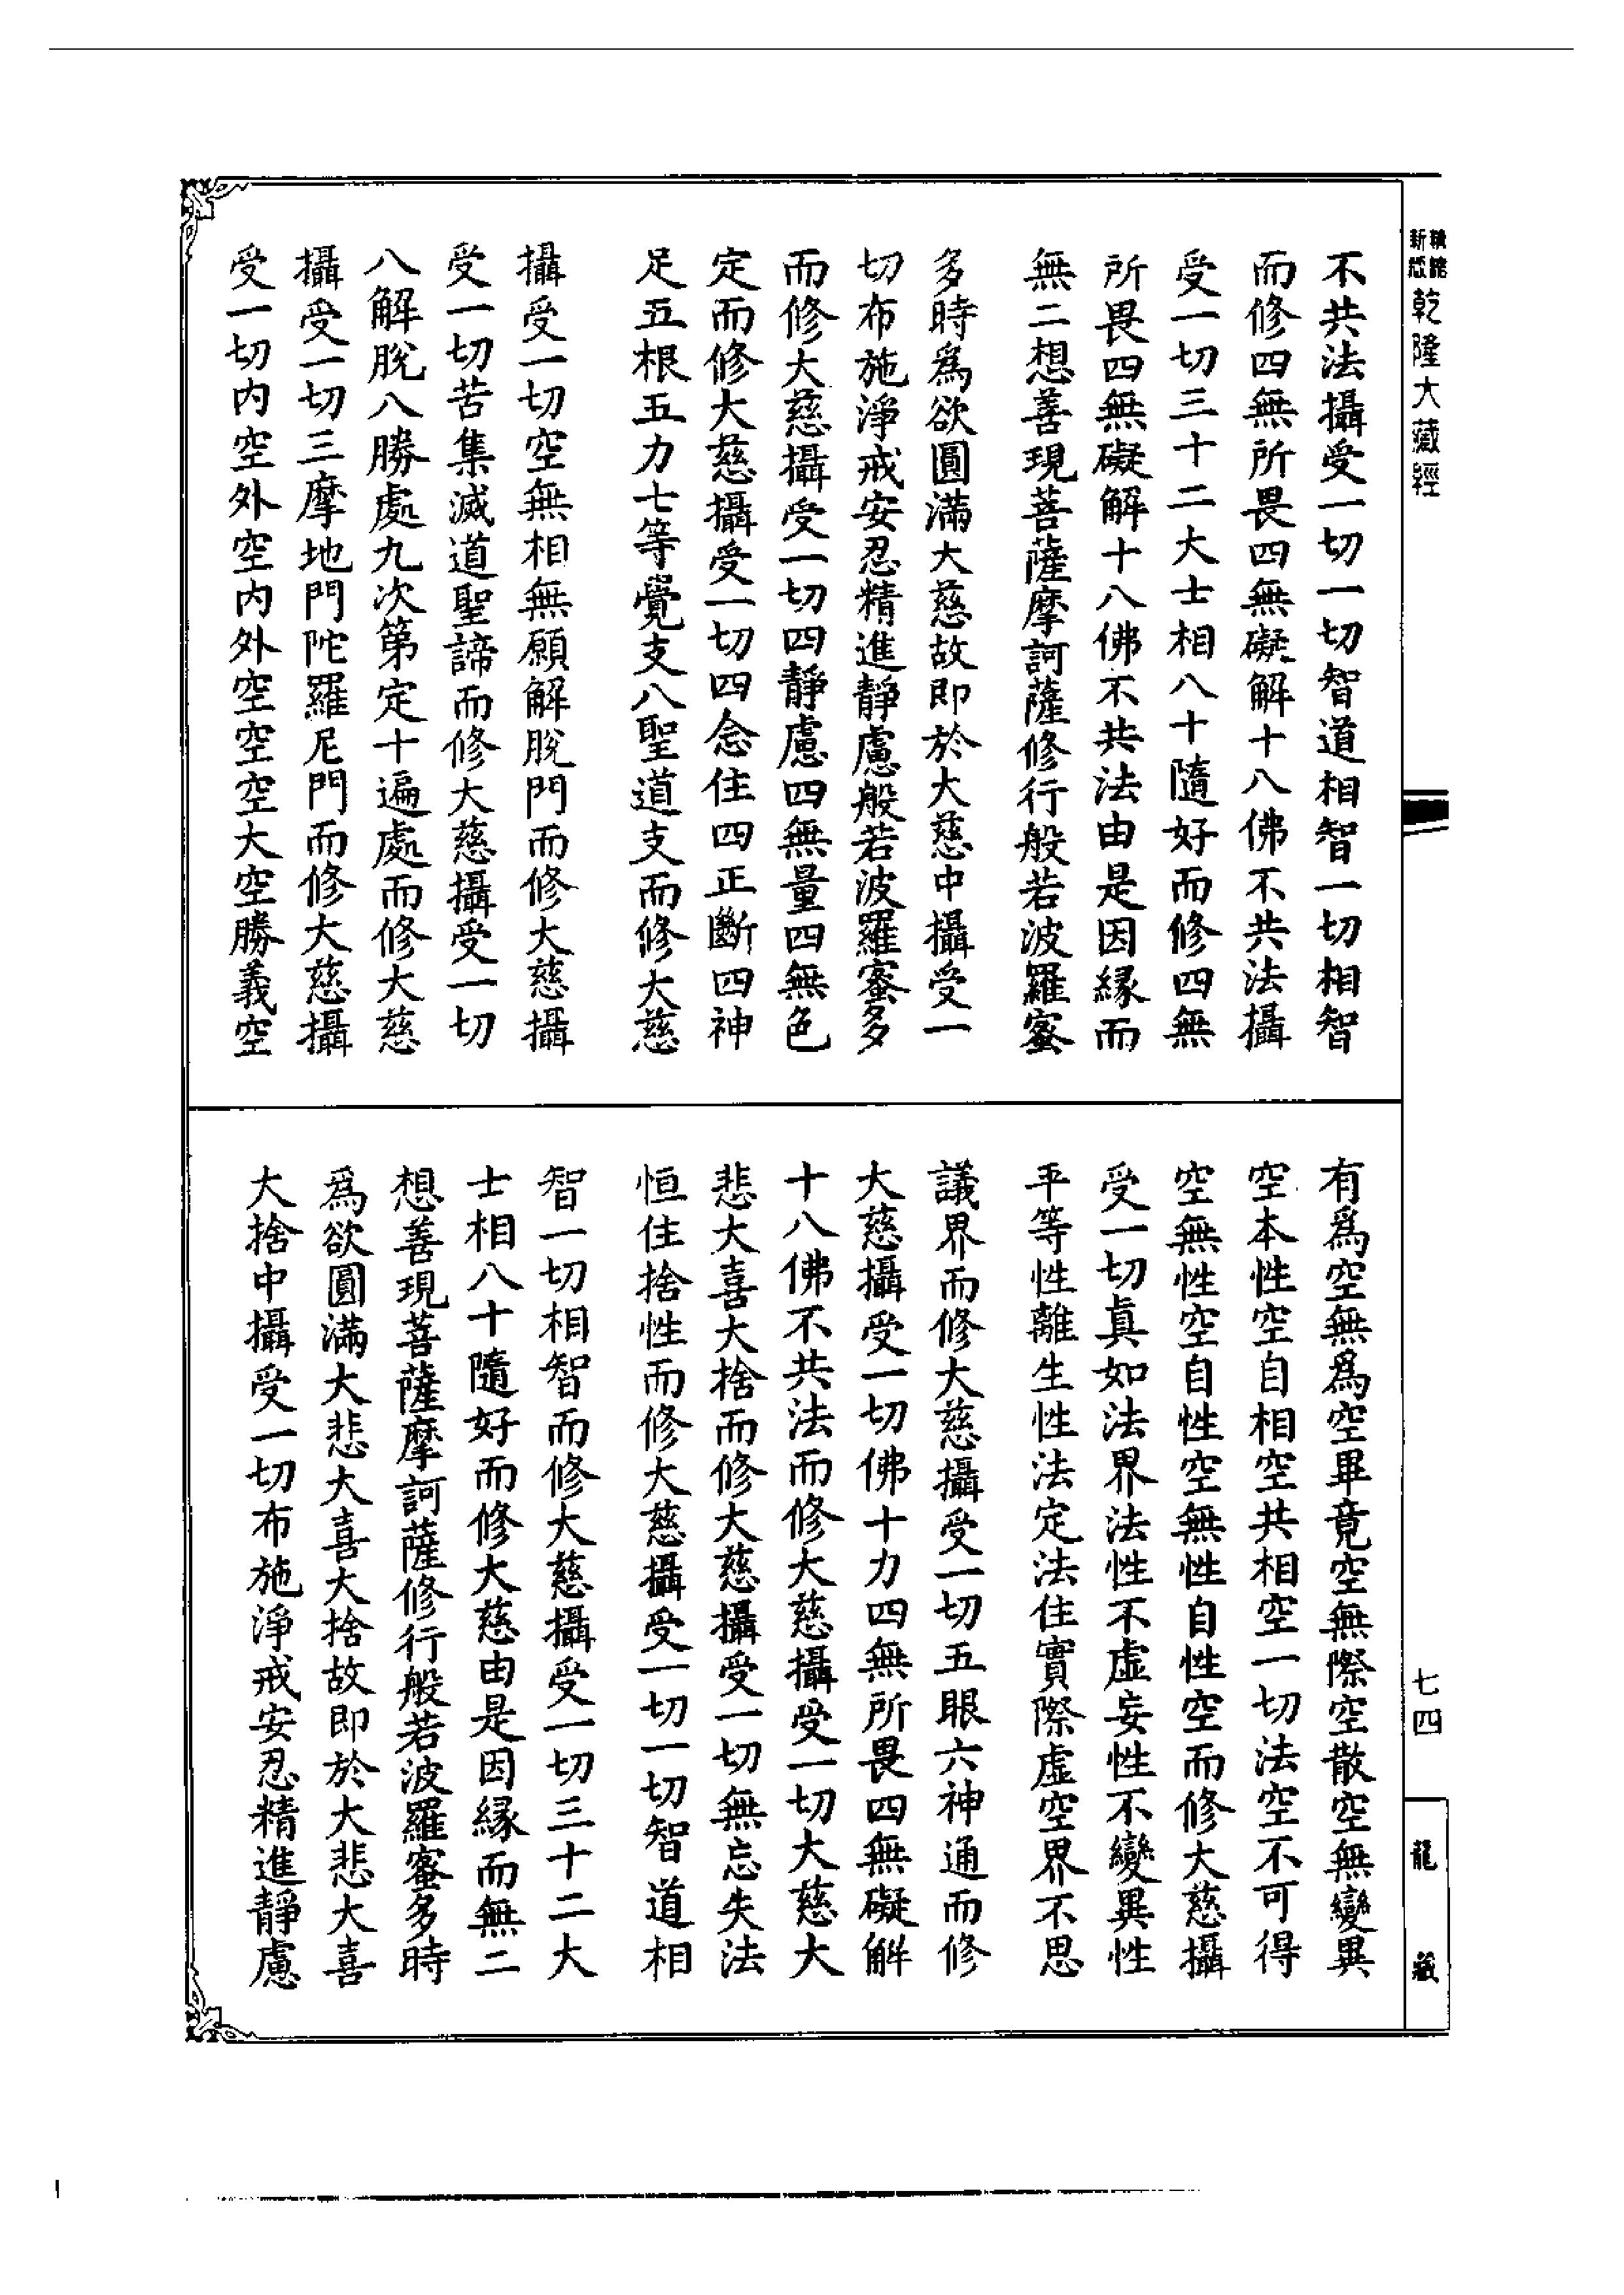 乾隆大藏經
七四
龍藏
不共法攝受一切一切智道相智一切相智
而修四無所畏四無礙解十八佛不共法攝
受一切三十二大士相八十隨好而修四無
所畏四無礙解十八佛不共法由是因緣而
無二想善現菩薩摩訶薩修行般若波羅蜜
多時爲欲圓滿大慈故即於大慈中攝受一
切布施淨戒安忍精進靜慮般若波羅蜜多
而修大慈攝受一切四靜慮四無量四無色
定而修大慈攝受一切四念住四正斷四神
足五根五力七等覺支八聖道支而修大慈
攝受一切空無相無願解脫門而修大慈攝
受一切苦集滅道聖諦而修大慈攝受一切
八解脫八勝處九次第定十遍處而修大慈
攝受一切三摩地門陀羅尼門而修大慈攝
受一切内空外空内外空空空大空勝義空
有爲空無爲空畢竟空無際空散空無變異
空本性空自相空共相空一切法空不可得
空無性空自性空無性自性空而修大慈攝
受一切眞如法界法性不虛妄性不變異性
平等性離生性法定法住實際虛空界不思
議界而修大慈攝受一切五眼六神通而修
大慈攝受一切佛十力四無所畏四無礙解
十八佛不共法而修大慈攝受一切大慈大
悲大喜大捨而修大慈攝受一切無忘失法
恒住捨性而修大慈攝受一切一切智道相
智一切相智而修大慈攝受一切三十二大
士相八十隨好而修大慈由是因緣而無二
想善現菩薩摩訶薩修行般若波羅蜜多時
爲欲圓滿大悲大喜大捨故即於大悲大喜
大捨中攝受一切布施淨戒安忍精進靜慮